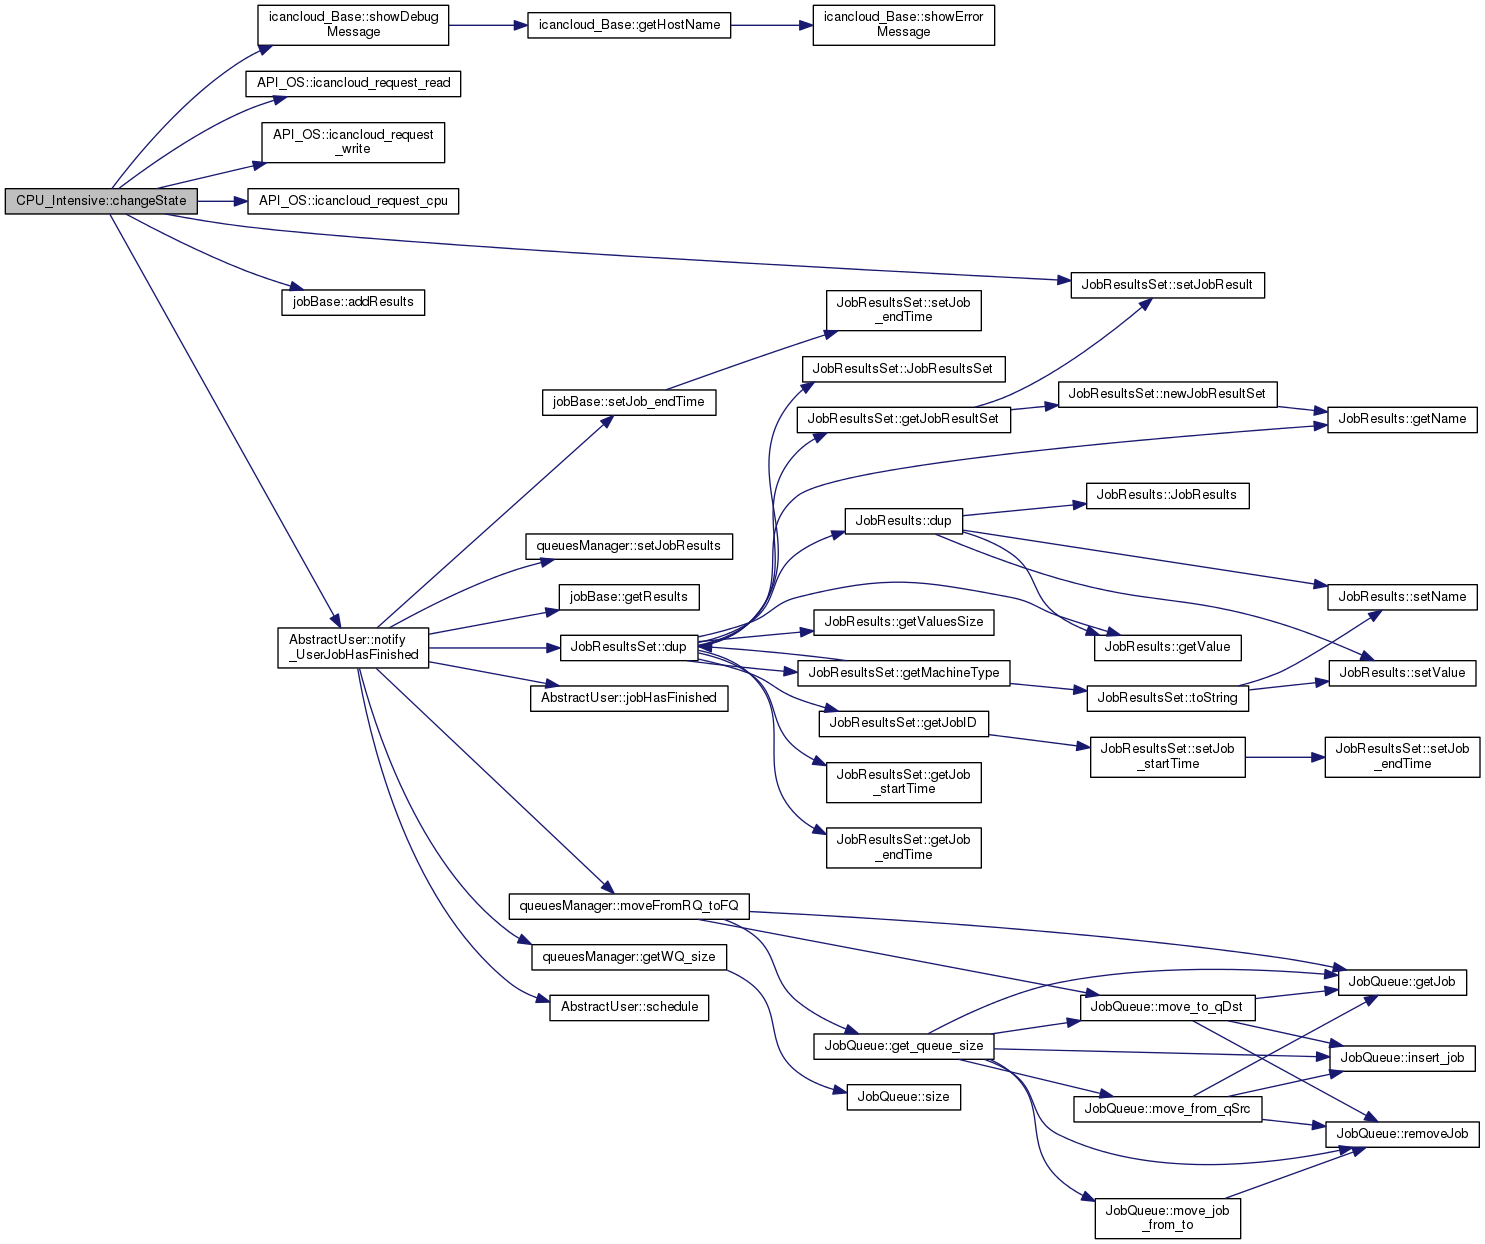 icancloud_Base::showDebug
Message
icancloud_Base::getHostName
icancloud_Base::showError
Message
API_OS::icancloud_request_read
API_OS::icancloud_request
_write
CPU_Intensive::changeState
API_OS::icancloud_request_cpu
JobResultsSet::setJobResult
jobBase::addResults
JobResultsSet::setJob
_endTime
JobResultsSet::JobResultsSet
jobBase::setJob_endTime
JobResultsSet::newJobResultSet
JobResultsSet::getJobResultSet
JobResults::getName
JobResults::JobResults
JobResults::dup
queuesManager::setJobResults
jobBase::getResults
JobResults::setName
JobResults::getValuesSize
AbstractUser::notify
_UserJobHasFinished
JobResultsSet::dup
JobResults::getValue
JobResultsSet::getMachineType
JobResults::setValue
AbstractUser::jobHasFinished
JobResultsSet::toString
JobResultsSet::getJobID
JobResultsSet::setJob
_startTime
JobResultsSet::setJob
_endTime
JobResultsSet::getJob
_startTime
JobResultsSet::getJob
_endTime
queuesManager::moveFromRQ_toFQ
queuesManager::getWQ_size
JobQueue::getJob
AbstractUser::schedule
JobQueue::move_to_qDst
JobQueue::get_queue_size
JobQueue::insert_job
JobQueue::size
JobQueue::move_from_qSrc
JobQueue::removeJob
JobQueue::move_job
_from_to